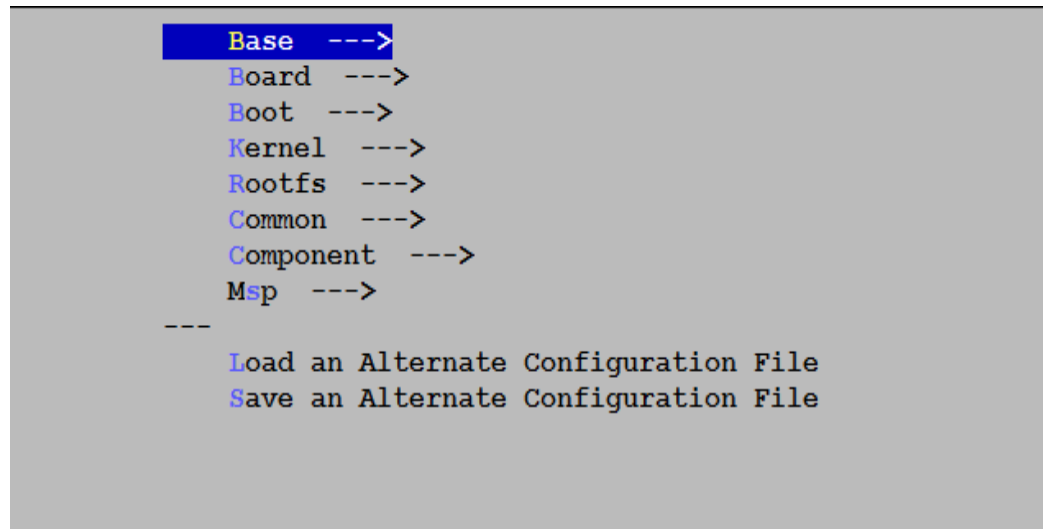 Base  --->
Board  --->
Boot  --->
Kernel  --->
Rootfs  --->
Common  --->
Component  --->
Msp  --->
---
Load an Alternate Configuration File
Save an Alternate Configuration File